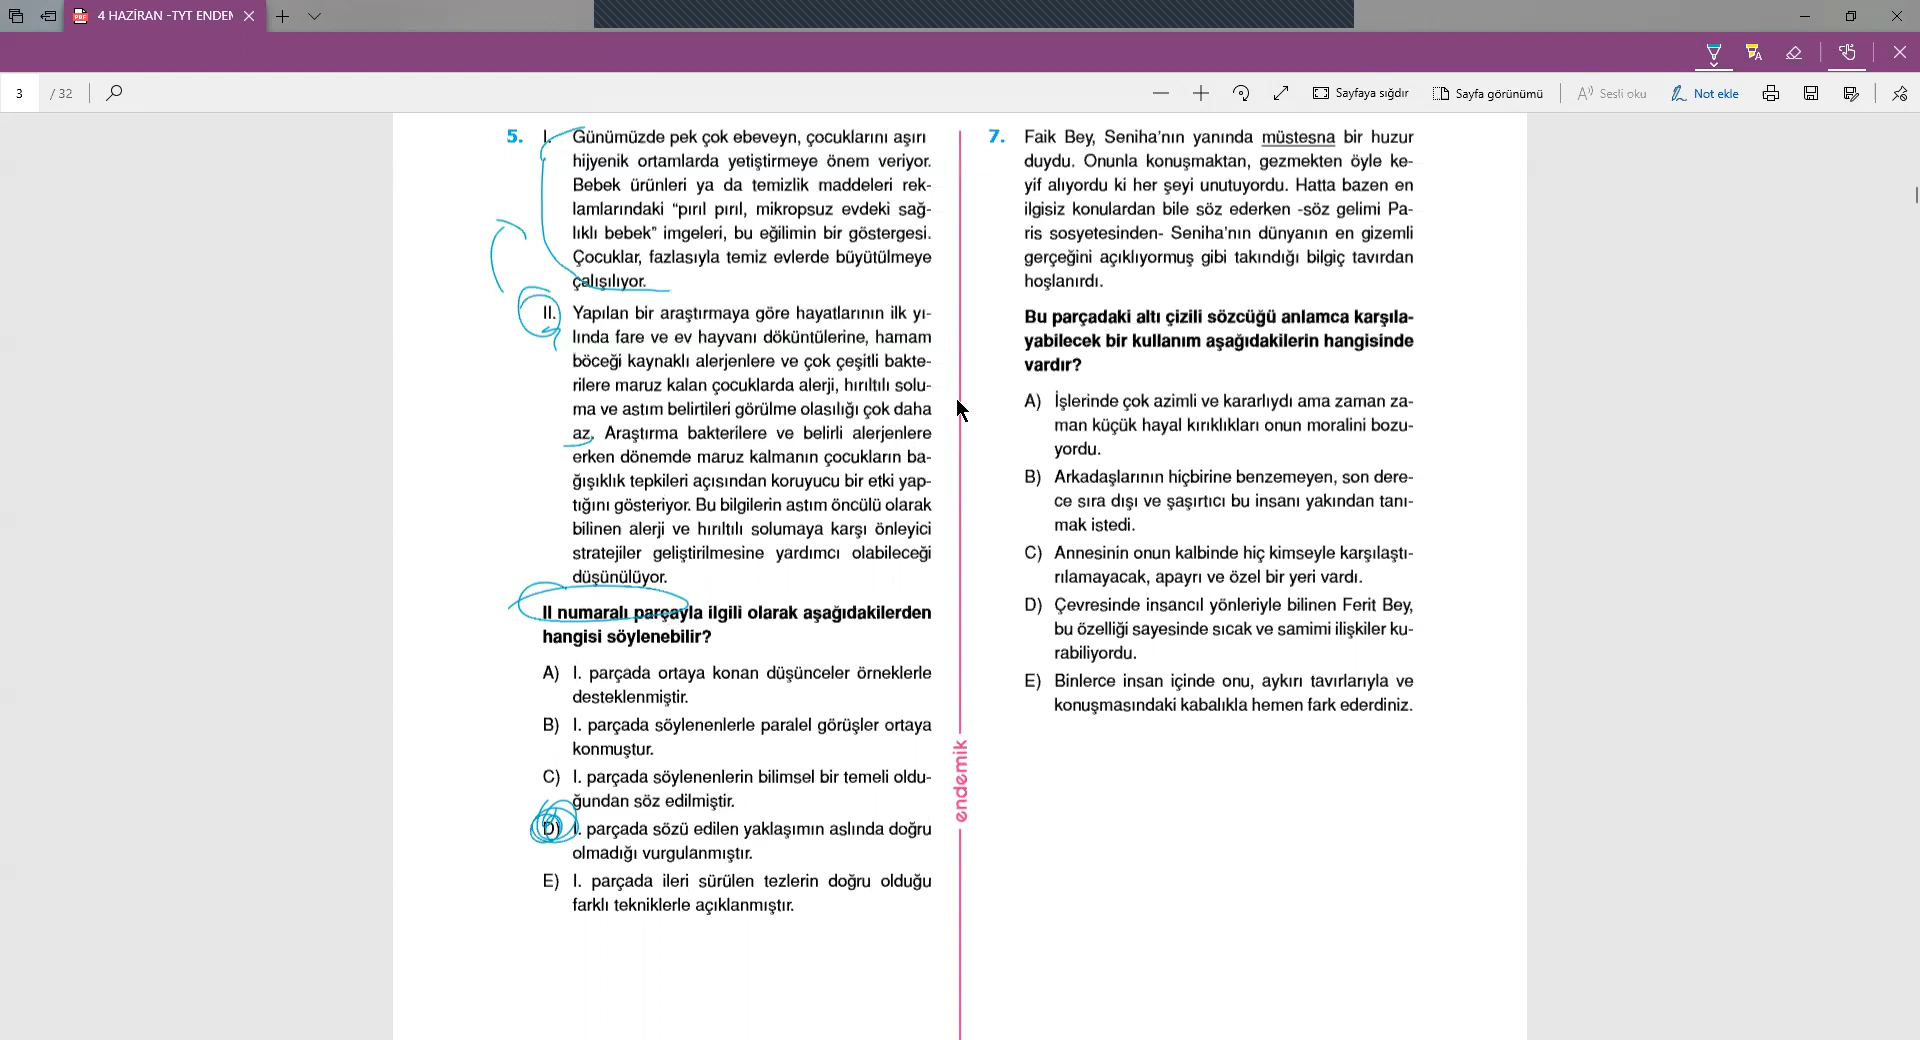 4 HAZİRAN -TYT ENDEM
3 / 32
Sayfaya sığdır
Sayfa görünümü
Sesli oku
Not ekle
5. I. Günümüzde pek çok ebeveyn, çocuklarını aşırı
hijyenik ortamlarda yetiştirmeye önem veriyor.
Bebek ürünleri ya da temizlik maddeleri rek-
lamlarındaki “pırıl pırıl, mikropsuz evdeki sağ-
lıklı bebek” imgeleri, bu eğilimin bir göstergesi.
Çocuklar, fazlasıyla temiz evlerde büyütülmeye
çalışılıyor.
II. Yapılan bir araştırmaya göre hayatlarının ilk yı-
lında fare ve ev hayvanı döküntülerine, hamam
böceği kaynaklı alerjenlere ve çok çeşitli bakte-
rilere maruz kalan çocuklarda alerji, hırıltılı solu-
ma ve astım belirtileri görülme olasılığı çok daha
az. Araştırma bakterilere ve belirli alerjenlere
erken dönemde maruz kalmanın çocukların ba-
ğışıklık tepkileri açısından koruyucu bir etki yap-
tığını gösteriyor. Bu bilgilerin astım öncülü olarak
bilinen alerji ve hırıltılı solumaya karşı önleyici
stratejiler geliştirilmesine yardımcı olabileceği
düşünülüyor.
II numaralı parçayla ilgili olarak aşağıdakilerden
hangisi söylenebilir?
A) I. parçada ortaya konan düşünceler örneklerle
desteklenmiştir.
B) I. parçada söylenenlerle paralel görüşler ortaya
konmuştur.
C) I. parçada söylenenlerin bilimsel bir temeli oldu-
ğundan söz edilmiştir.
D) I. parçada sözü edilen yaklaşımın aslında doğru
olmadığı vurgulanmıştır.
E) I. parçada ileri sürülen tezlerin doğru olduğu
farklı tekniklerle açıklanmıştır.
endemik
7. Faik Bey, Seniha’nın yanında müstesna bir huzur
duydu. Onunla konuşmaktan, gezmekten öyle ke-
yif alıyordu ki her şeyi unutuyordu. Hatta bazen en
ilgisiz konulardan bile söz ederken -söz gelimi Pa-
ris sosyetesinden- Seniha’nın dünyanın en gizemli
gerçeğini açıklıyormuş gibi takındığı bilgiç tavırdan
hoşlanırdı.
Bu parçadaki altı çizili sözcüğü anlamca karşıla-
yabilecek bir kullanım aşağıdakilerin hangisinde
vardır?
A) İşlerinde çok azimli ve kararlıydı ama zaman za-
man küçük hayal kırıklıkları onun moralini bozu-
yordu.
B) Arkadaşlarının hiçbirine benzemeyen, son dere-
ce sıra dışı ve şaşırtıcı bu insanı yakından tanı-
mak istedi.
C) Annesinin onun kalbinde hiç kimseyle karşılaştı-
rılamayacak, apayrı ve özel bir yeri vardı.
D) Çevresinde insancıl yönleriyle bilinen Ferit Bey,
bu özelliği sayesinde sıcak ve samimi ilişkiler ku-
rabiliyordu.
E) Binlerce insan içinde onu, aykırı tavırlarıyla ve
konuşmasındaki kabalıkla hemen fark ederdiniz.